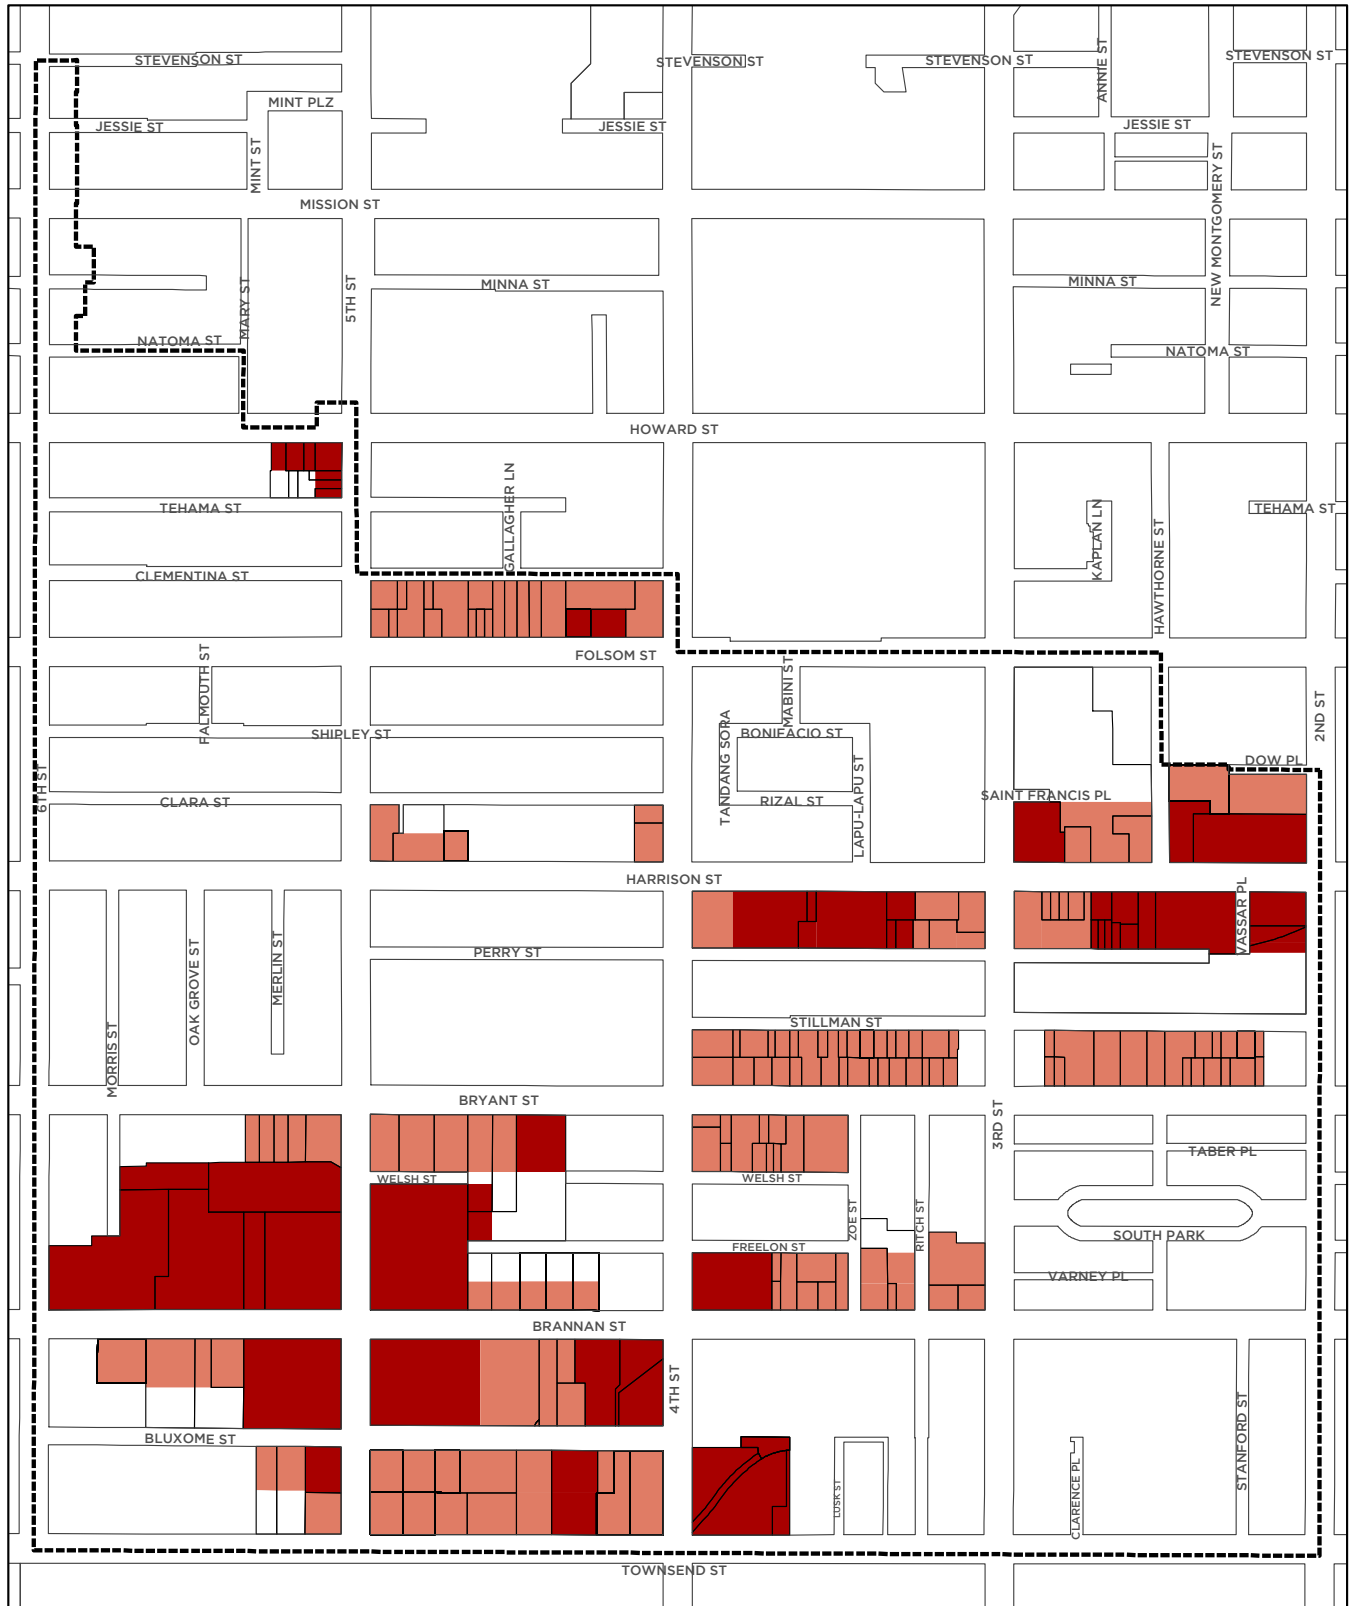 STEVENSON ST
STEVENSON ST
STEVENSON ST
STEVENSON ST
ANNIE ST
MINT PLZ
JESSIE ST
JESSIE ST
JESSIE ST
MINT ST
NEW MONTGOMERY ST
MISSION ST
MINNA ST
MINNA ST
5TH ST
MARY ST
NATOMA ST
NATOMA ST
HOWARD ST
GALLAGHER LN
KAPLAN LN
HAWTHORNE ST
TEHAMA ST
TEHAMA ST
CLEMENTINA ST
FOLSOM ST
FALMOUTH ST
MABINI ST
2ND ST
SHIPLEY ST
BONIFACIO ST
TANDANG SORA
LAPU-LAPU ST
DOW PL
6TH ST
CLARA ST
RIZAL ST
SAINT FRANCIS PL
HARRISON ST
VASSAR PL
OAK GROVE ST
MERLIN ST
PERRY ST
STILLMAN ST
MORRIS ST
BRYANT ST
3RD ST
TABER PL
WELSH ST
WELSH ST
ZOE ST
RITCH ST
SOUTH PARK
FREELON ST
VARNEY PL
BRANNAN ST
4TH ST
STANFORD ST
BLUXOME ST
LUSK ST
CLARENCE PL
TOWNSEND ST